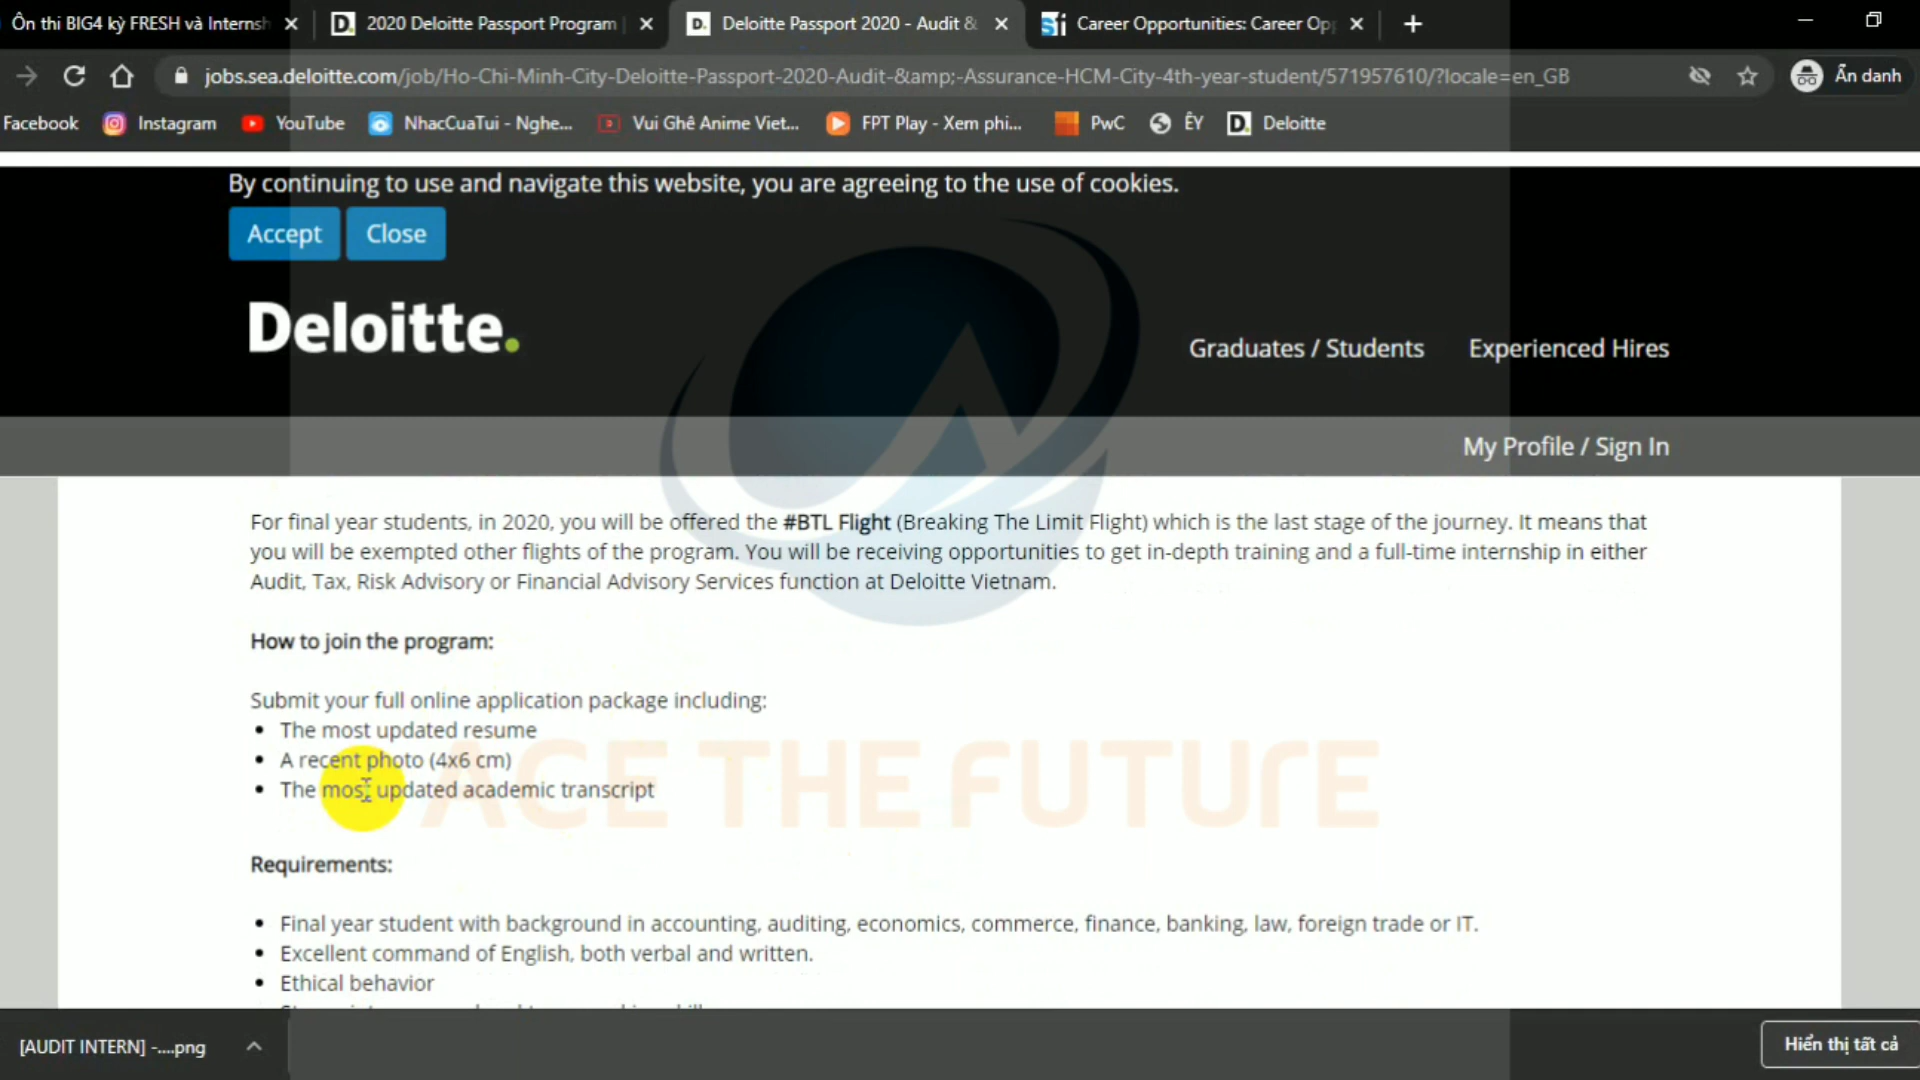 Ôn thi BIG4 kỳ FRESH và Internsh
2020 Deloitte Passport Program
Deloitte Passport 2020 - Audit &
Career Opportunities: Career Op
jobs.sea.deloitte.com/job/Ho-Chi-Minh-City-Deloitte-Passport-2020-Audit-&amp;-Assurance-HCM-City-4th-year-student/571957610/?locale=en_GB
Ẩn danh
Facebook
Instagram
YouTube
NhacCuaTui - Nghe...
Vui Ghê Anime Viet...
FPT Play - Xem phi...
PwC
ÊY
Deloitte
By continuing to use and navigate this website, you are agreeing to the use of cookies.
Accept
Close
Deloitte.
Graduates / Students
Experienced Hires
My Profile / Sign In
For final year students, in 2020, you will be offered the #BTL Flight (Breaking The Limit Flight) which is the last stage of the journey. It means that
you will be exempted other flights of the program. You will be receiving opportunities to get in-depth training and a full-time internship in either
Audit, Tax, Risk Advisory or Financial Advisory Services function at Deloitte Vietnam.
How to join the program:
Submit your full online application package including:
• The most updated resume
• A recent photo (4x6 cm)
• The most updated academic transcript
ACE THE FUTURE
Requirements:
• Final year student with background in accounting, auditing, economics, commerce, finance, banking, law, foreign trade or IT.
• Excellent command of English, both verbal and written.
• Ethical behavior
[AUDIT INTERN] -....png
Hiển thị tất cả